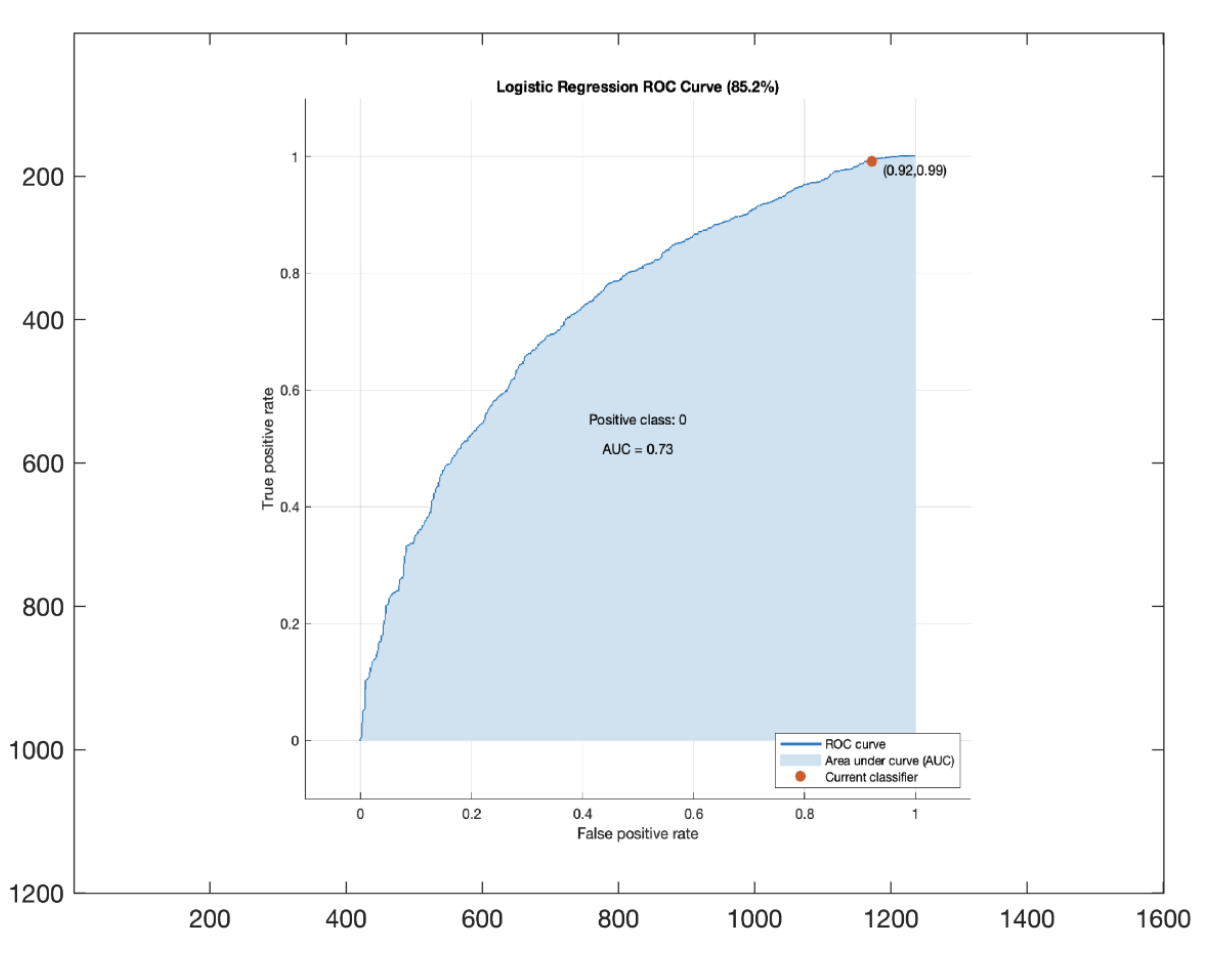 Logistic Regression ROC Curve (85.2%)
200
400
600
800
1000
1200
1
0.8
0.6
0.4
0.2
0
True positive rate
(0.92,0.99)
Positive class: 0
AUC = 0.73
ROC curve
Area under curve (AUC)
Current classifier
0 0.2 0.4 0.6 0.8 1
False positive rate
200 400 600 800 1000 1200 1400 1600